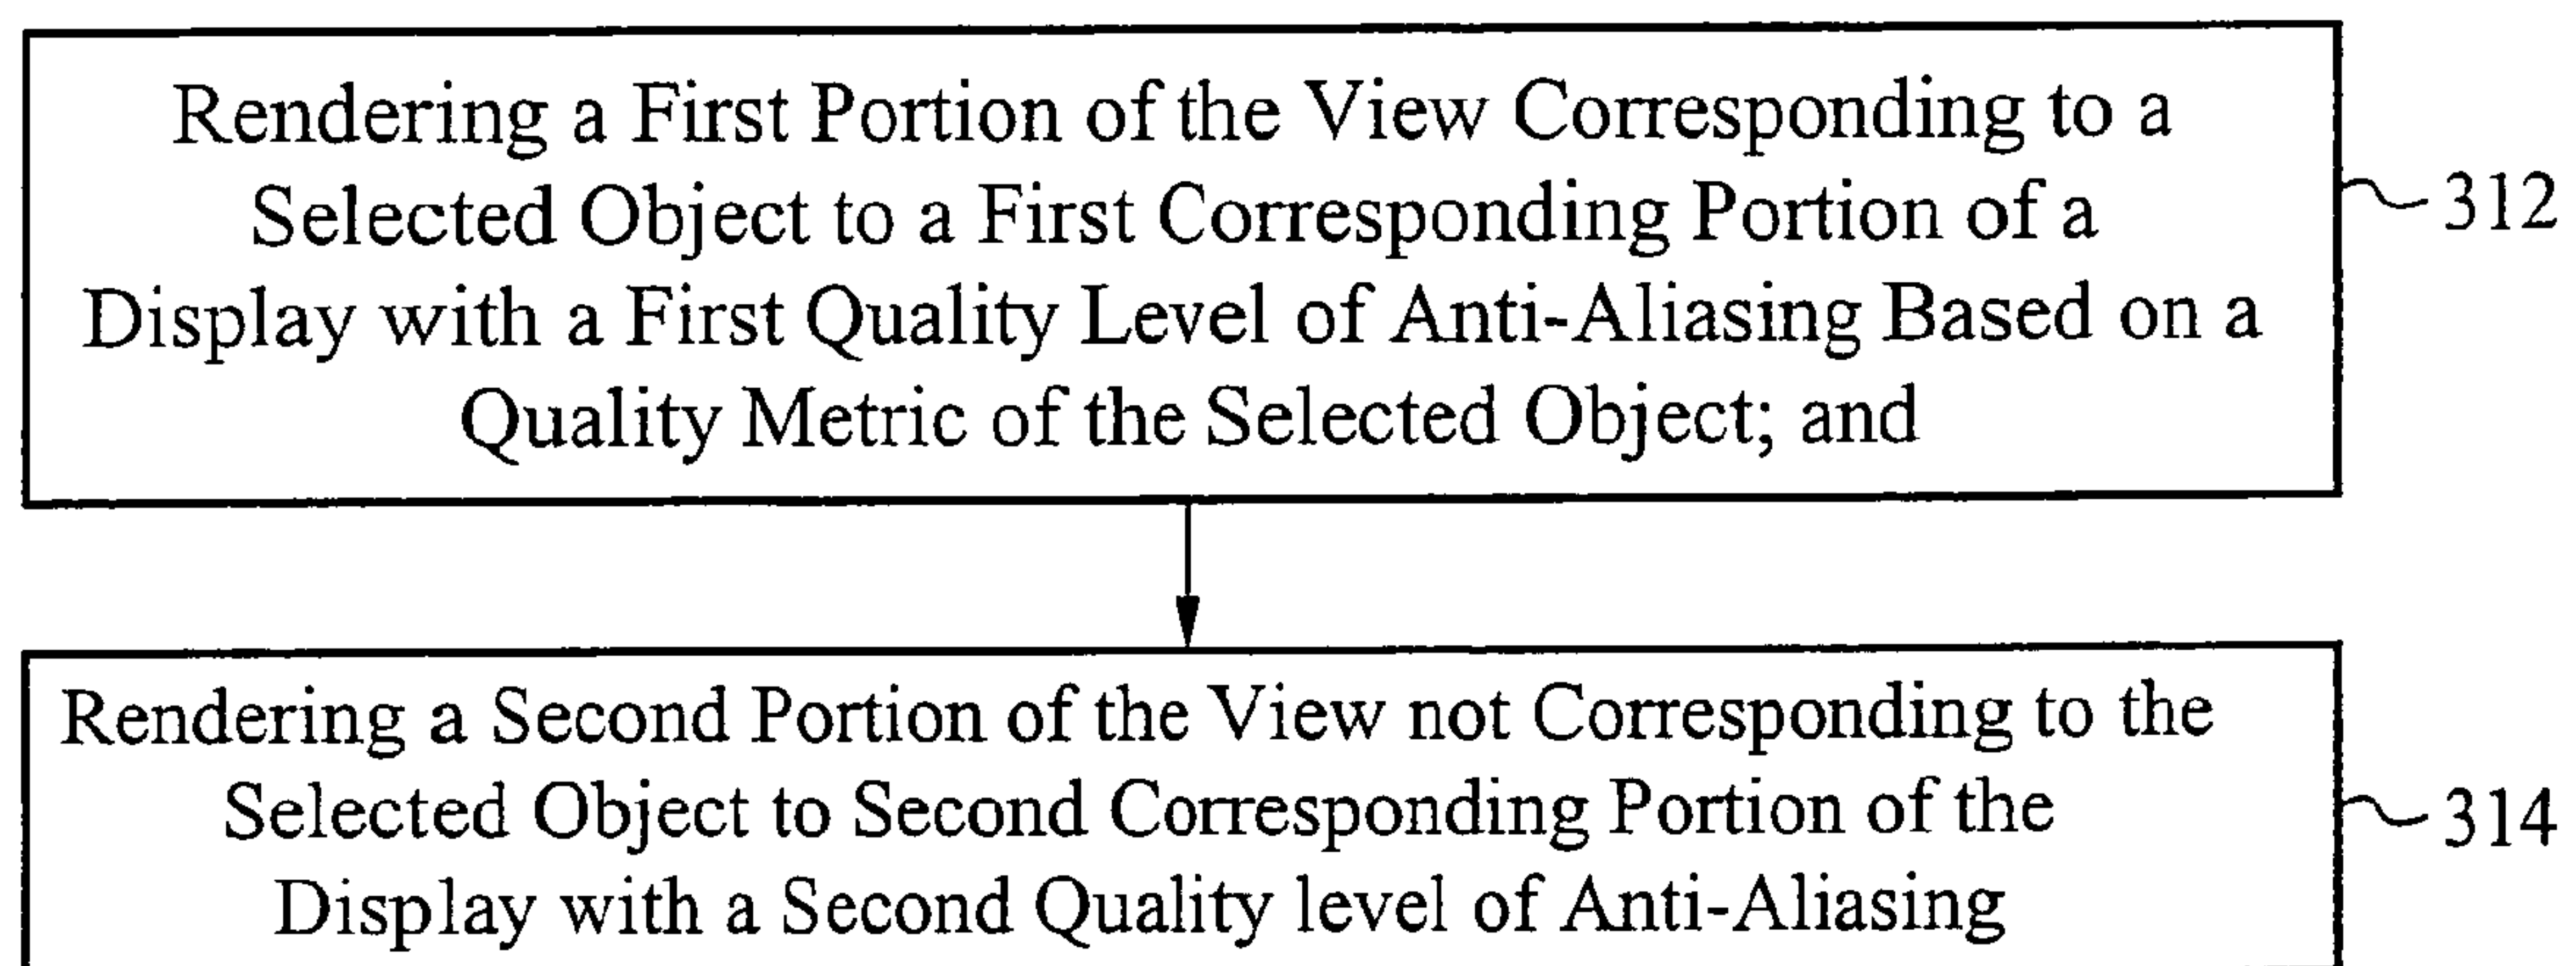 Rendering a First Portion of the View Corresponding to a
Selected Object to a First Corresponding Portion of a
Display with a First Quality Level of Anti-Aliasing Based on a
Quality Metric of the Selected Object; and
312
Rendering a Second Portion of the View not Corresponding to the
Selected Object to Second Corresponding Portion of the
Display with a Second Quality level of Anti-Aliasing
314